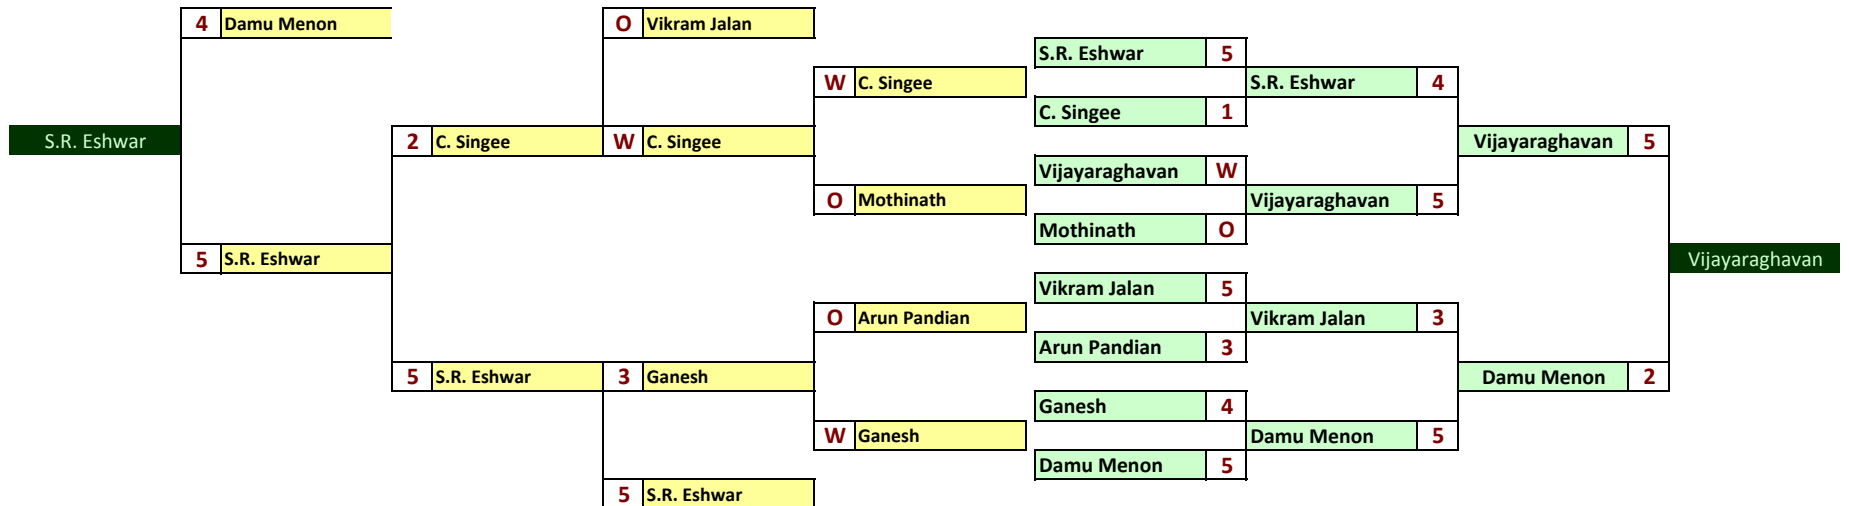 4 Damu Menon O Vikram Jalan
S.R. Eshwar 5
W C. Singee S.R. Eshwar 4
C. Singee 1
S.R. Eshwar 2 C. Singee W C. Singee Vijayaraghavan 5
Vijayaraghavan W
O Mothinath Vijayaraghavan 5
Mothinath O
5 S.R. Eshwar Vijayaraghavan
Vikram Jalan 5
O Arun Pandian Vikram Jalan 3
Arun Pandian 3
5 S.R. Eshwar 3 Ganesh Damu Menon 2
Ganesh 4
W Ganesh Damu Menon 5
Damu Menon 5
5 S.R. Eshwar